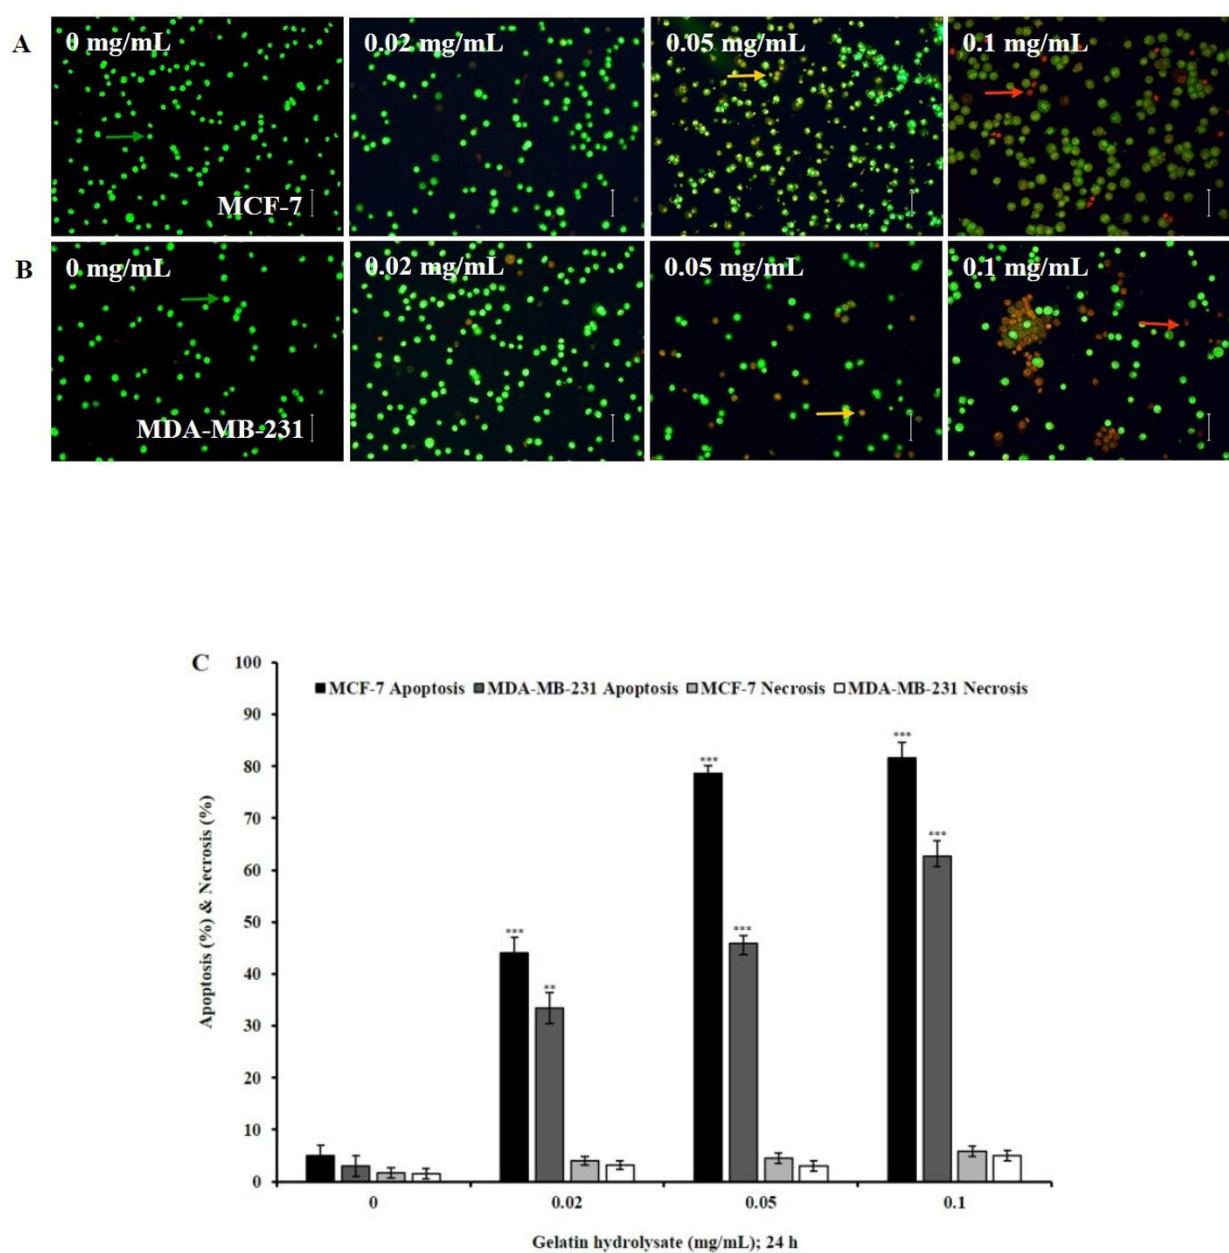 A
0 mg/mL
0.02 mg/mL
0.05 mg/mL
0.1 mg/mL
MCF-7
B
0 mg/mL
0.02 mg/mL
0.05 mg/mL
0.1 mg/mL
MDA-MB-231
C
100
MCF-7 Apoptosis
MDA-MB-231 Apoptosis
MCF-7 Necrosis
MDA-MB-231 Necrosis
90
80
70
60
50
40
30
20
10
0
Apoptosis (%) & Necrosis (%)
***
**
***
***
***
***
0
0.02
0.05
0.1
Gelatin hydrolysate (mg/mL); 24 h